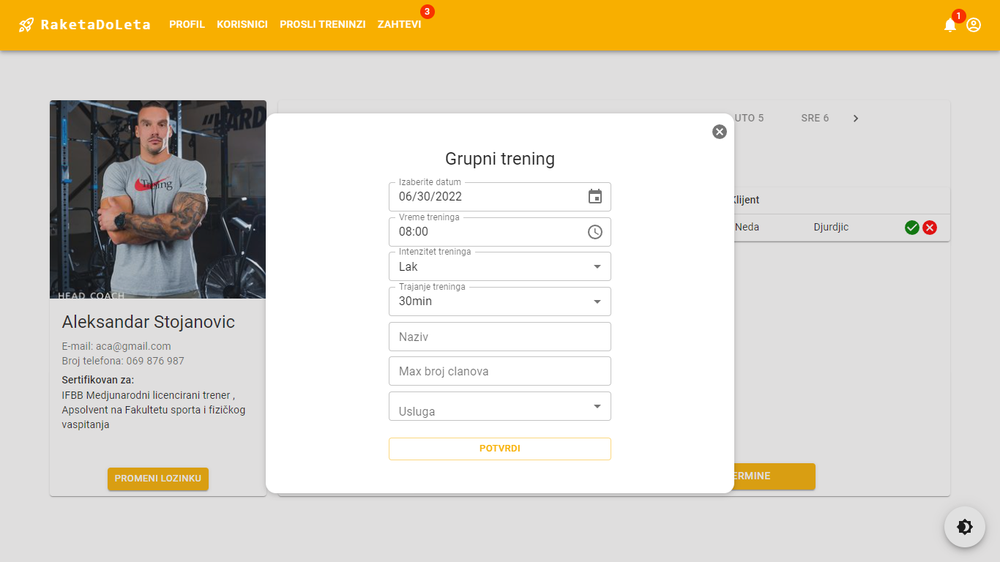 RaketaDoLeta
PROFIL
KORISNICI
PROSLI TRENINZI
ZAHTEVI
3
1
HEAD COACH
Aleksandar Stojanovic
E-mail: aca@gmail.com
Broj telefona: 069 876 987
Sertifikovan za:
IFBB Medjunarodni licencirani trener ,
Apsolvent na Fakultetu sporta i fizičkog
vaspitanja
PROMENI LOZINKU
Grupni trening
Izaberite datum
06/30/2022
Vreme treninga
08:00
Intenzitet treninga
Lak
Trajanje treninga
30min
Naziv
Max broj clanova
Usluga
POTVRDI
UTO 5
SRE 6
Klijent
Neda
Djurdjic
ERMINE